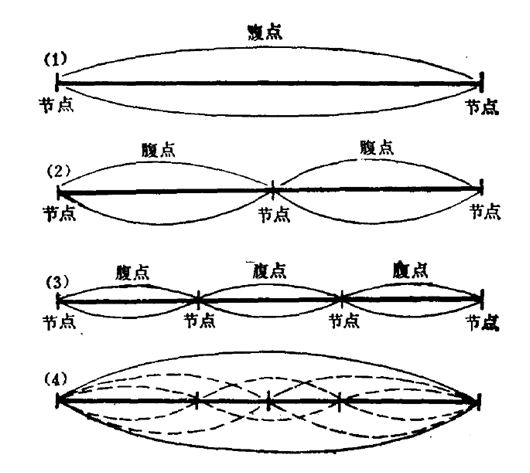 腹点
(1)
节点 节点
腹点 腹点
(2)
节点 节点 节点
腹点 腹点 腹点
(3)
节点 节点 节点 节点
(4)